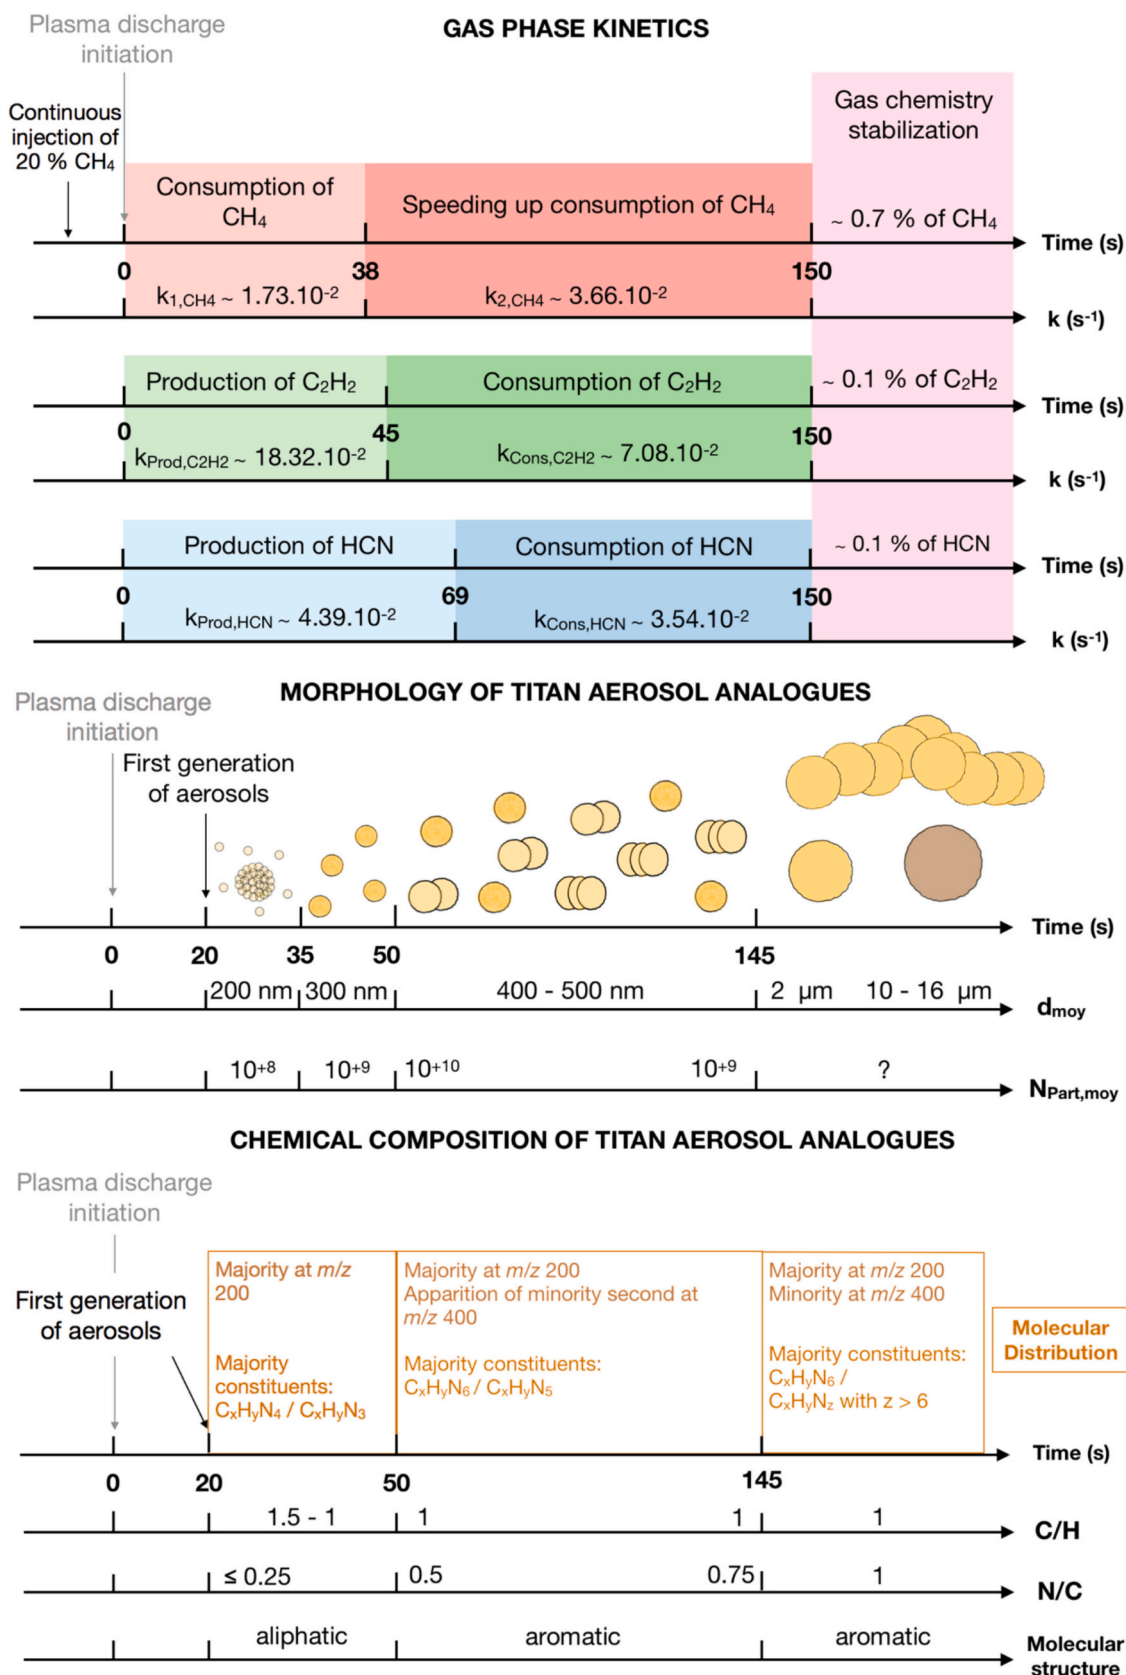 GAS PHASE KINETICS
Plasma discharge
initiation
Continuous
injection of
20 % CH₄
Gas chemistry
stabilization
Consumption of
CH₄
Speeding up consumption of CH₄
~ 0.7 % of CH₄
Time (s)
0
38
150
k₁,CH4 ~ 1.73.10⁻²
k₂,CH4 ~ 3.66.10⁻²
k (s⁻¹)
Production of C₂H₂
Consumption of C₂H₂
~ 0.1 % of C₂H₂
Time (s)
0
45
150
kProd,C2H2 ~ 18.32.10⁻²
kCons,C2H2 ~ 7.08.10⁻²
k (s⁻¹)
Production of HCN
Consumption of HCN
~ 0.1 % of HCN
Time (s)
0
69
150
kProd,HCN ~ 4.39.10⁻²
kCons,HCN ~ 3.54.10⁻²
k (s⁻¹)
MORPHOLOGY OF TITAN AEROSOL ANALOGUES
Plasma discharge
initiation
First generation
of aerosols
Time (s)
0
20
35
50
145
200 nm
300 nm
400 - 500 nm
2 µm
10 - 16 µm
dmoy
10⁺⁸
10⁺⁹
10⁺¹⁰
10⁺⁹
?
NPart,moy
CHEMICAL COMPOSITION OF TITAN AEROSOL ANALOGUES
Plasma discharge
initiation
First generation
of aerosols
Majority at m/z
200
Majority
constituents:
CₓHᵧN₄ / CₓHᵧN₃
Majority at m/z 200
Apparition of minority second at
m/z 400
Majority constituents:
CₓHᵧN₆ / CₓHᵧN₅
Majority at m/z 200
Minority at m/z 400
Majority constituents:
CₓHᵧN₆ /
CₓHᵧNz with z > 6
Molecular
Distribution
Time (s)
0
20
50
145
1.5 - 1
1
1
1
C/H
≤ 0.25
0.5
0.75
1
N/C
aliphatic
aromatic
aromatic
Molecular
structure